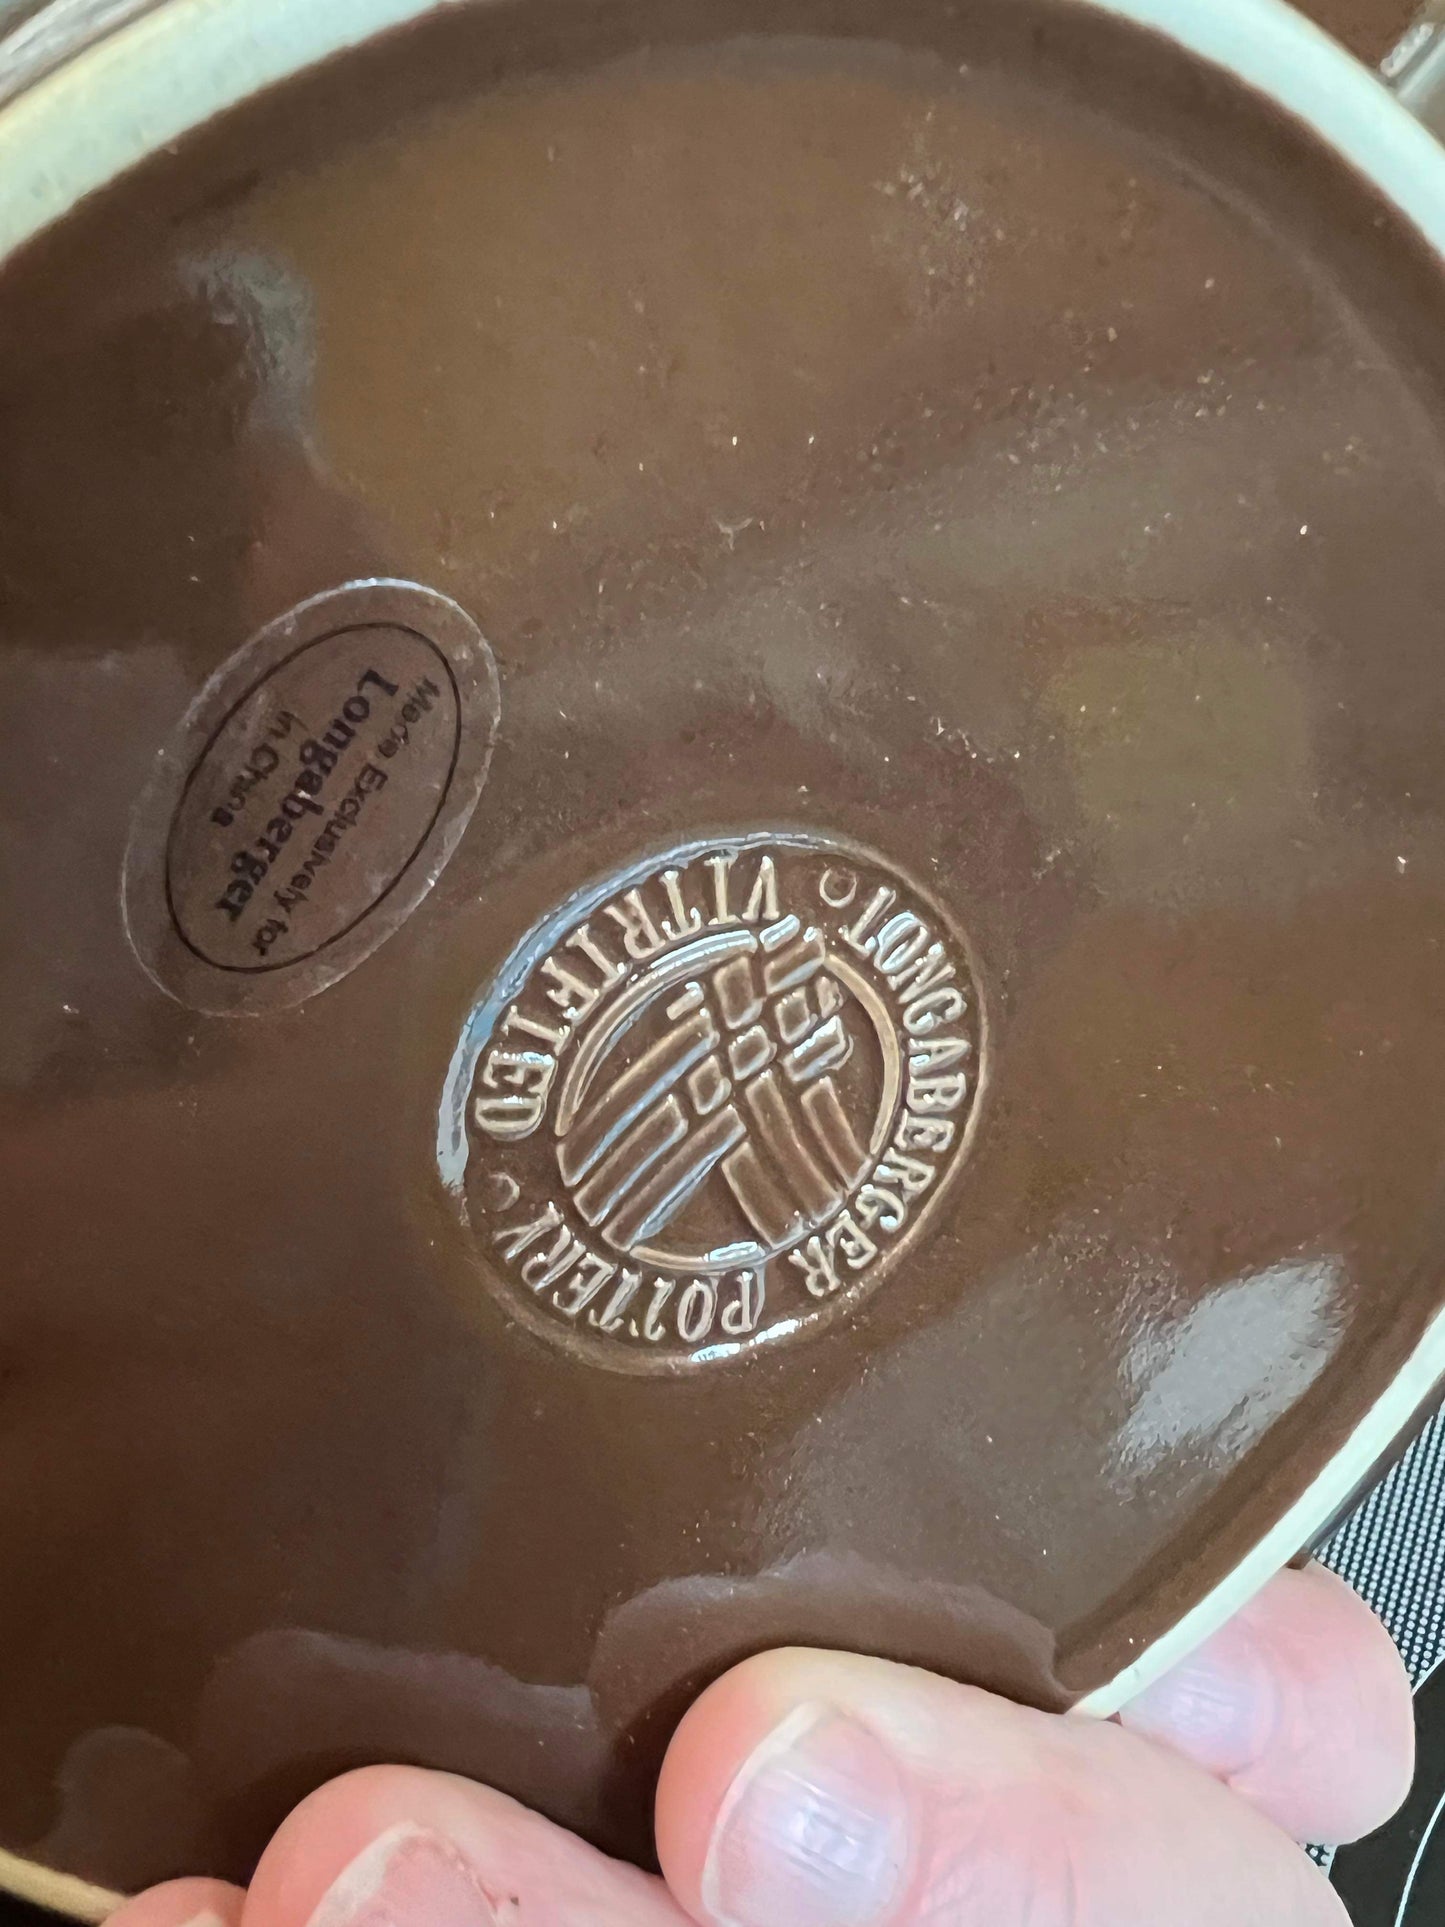 Made Exclusively for
Longaberger
in China
LONGABERGER POTTERY
VITRIFIED